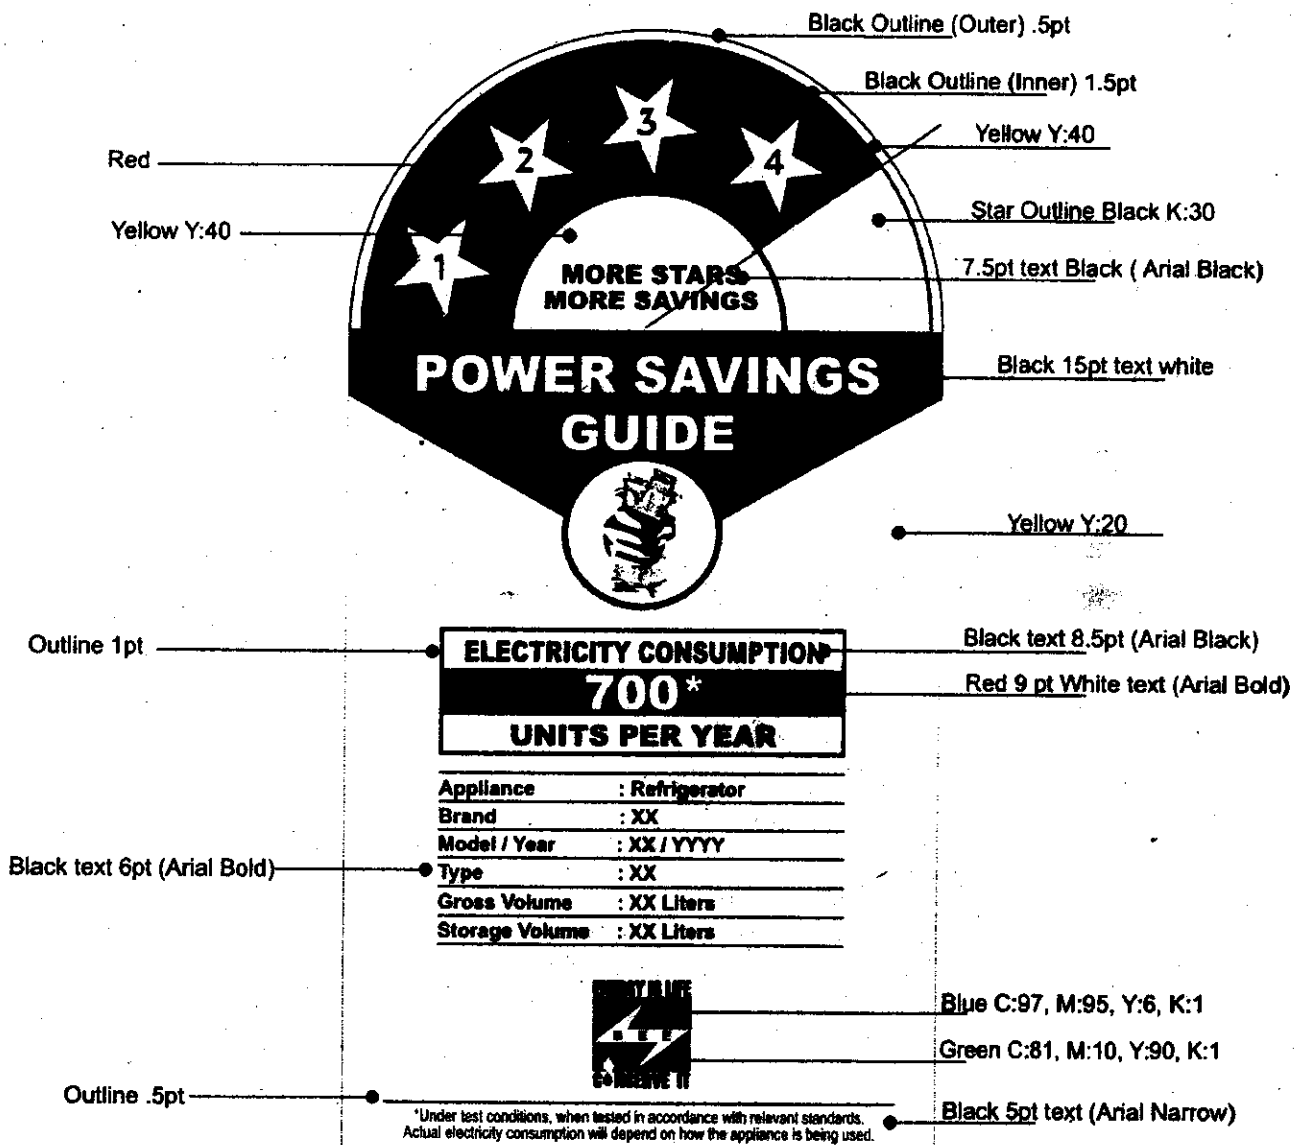 Black Outline (Outer) .5pt
Black Outline (Inner) 1.5pt
Yellow Y:40
Red
Star Outline Black K:30
Yellow Y:40
7.5pt text Black ( Arial Black)
1
2
3
4
MORE STARS
MORE SAVINGS
POWER SAVINGS
GUIDE
Black 15pt text white
Yellow Y:20
Outline 1pt
ELECTRICITY CONSUMPTION
Black text 8.5pt (Arial Black)
700*
Red 9 pt White text (Arial Bold)
UNITS PER YEAR
Appliance : Refrigerator
Brand : XX
Model / Year : XX / YYYY
Black text 6pt (Arial Bold)
Type : XX
Gross Volume : XX Liters
Storage Volume : XX Liters
ENERGY IS LIFE
BEE
CONSERVE IT
Blue C:97, M:95, Y:6, K:1
Green C:81, M:10, Y:90, K:1
Outline .5pt
Black 5pt text (Arial Narrow)
*Under test conditions, when tested in accordance with relevant standards.
Actual electricity consumption will depend on how the appliance is being used.